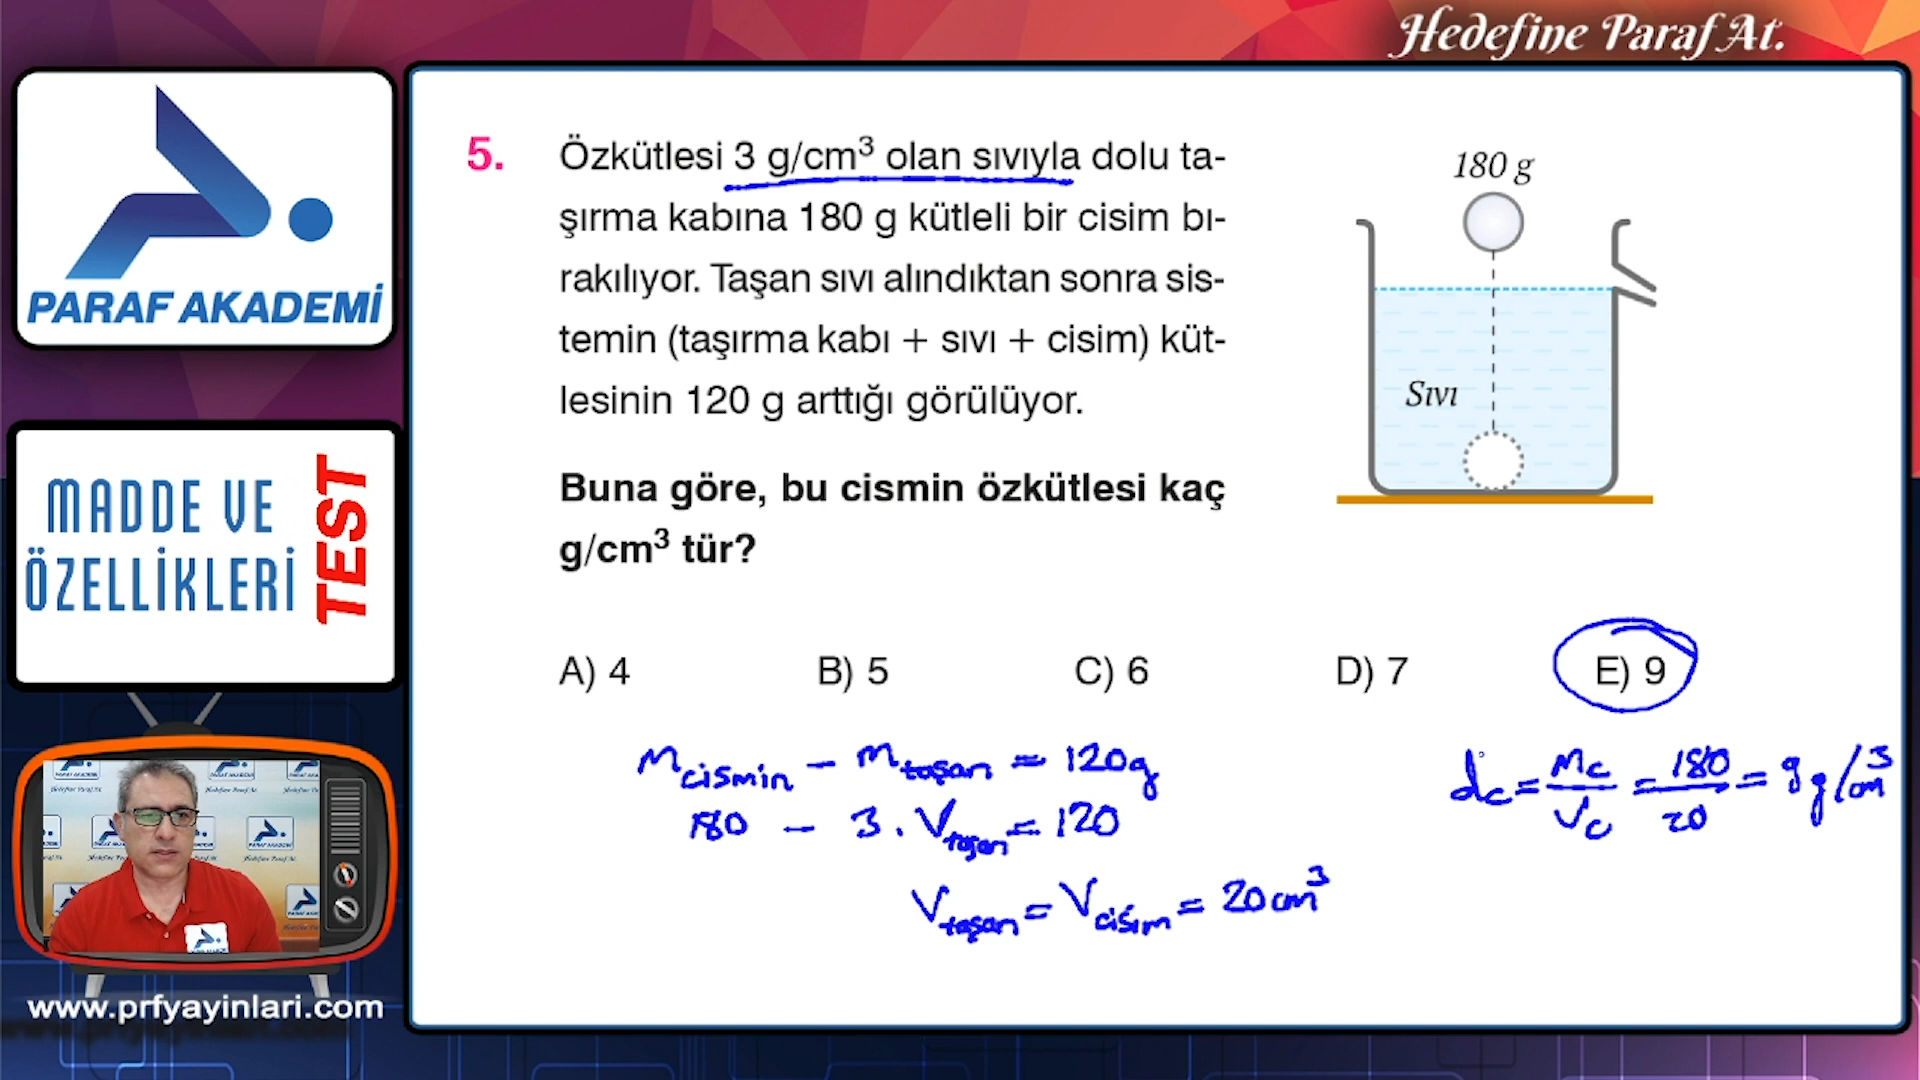 Hedefine Paraf At.
PARAF AKADEMİ
MADDE VE
ÖZELLİKLERİ
TEST
www.prfyayinlari.com
5. Özkütlesi 3 g/cm³ olan sıvıyla dolu ta-
şırma kabına 180 g kütleli bir cisim bı-
rakılıyor. Taşan sıvı alındıktan sonra sis-
temin (taşırma kabı + sıvı + cisim) küt-
lesinin 120 g arttığı görülüyor.
Buna göre, bu cismin özkütlesi kaç
g/cm³ tür?
180 g
Sıvı
A) 4 B) 5 C) 6 D) 7 E) 9
m cismin − m taşan = 120g
180 − 3 . V taşan = 120
V taşan = V cisim = 20 cm³
dc = mc / Vc = 180 / 20 = 9 g/cm³